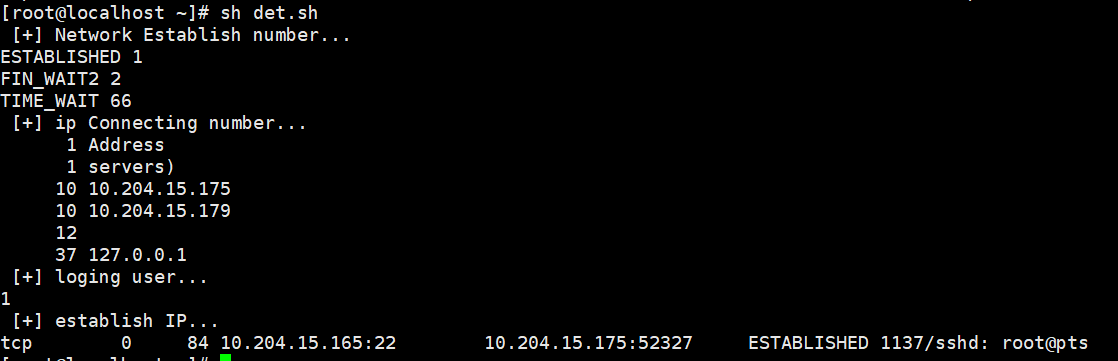 [root@localhost ~]# sh det.sh
[+] Network Establish number...
ESTABLISHED 1
FIN_WAIT2 2
TIME_WAIT 66
[+] ip Connecting number...
1 Address
1 servers)
10 10.204.15.175
10 10.204.15.179
12
37 127.0.0.1
[+] loging user...
1
[+] establish IP...
tcp 0 84 10.204.15.165:22 10.204.15.175:52327 ESTABLISHED 1137/sshd: root@pts
[root@localhost ~]#